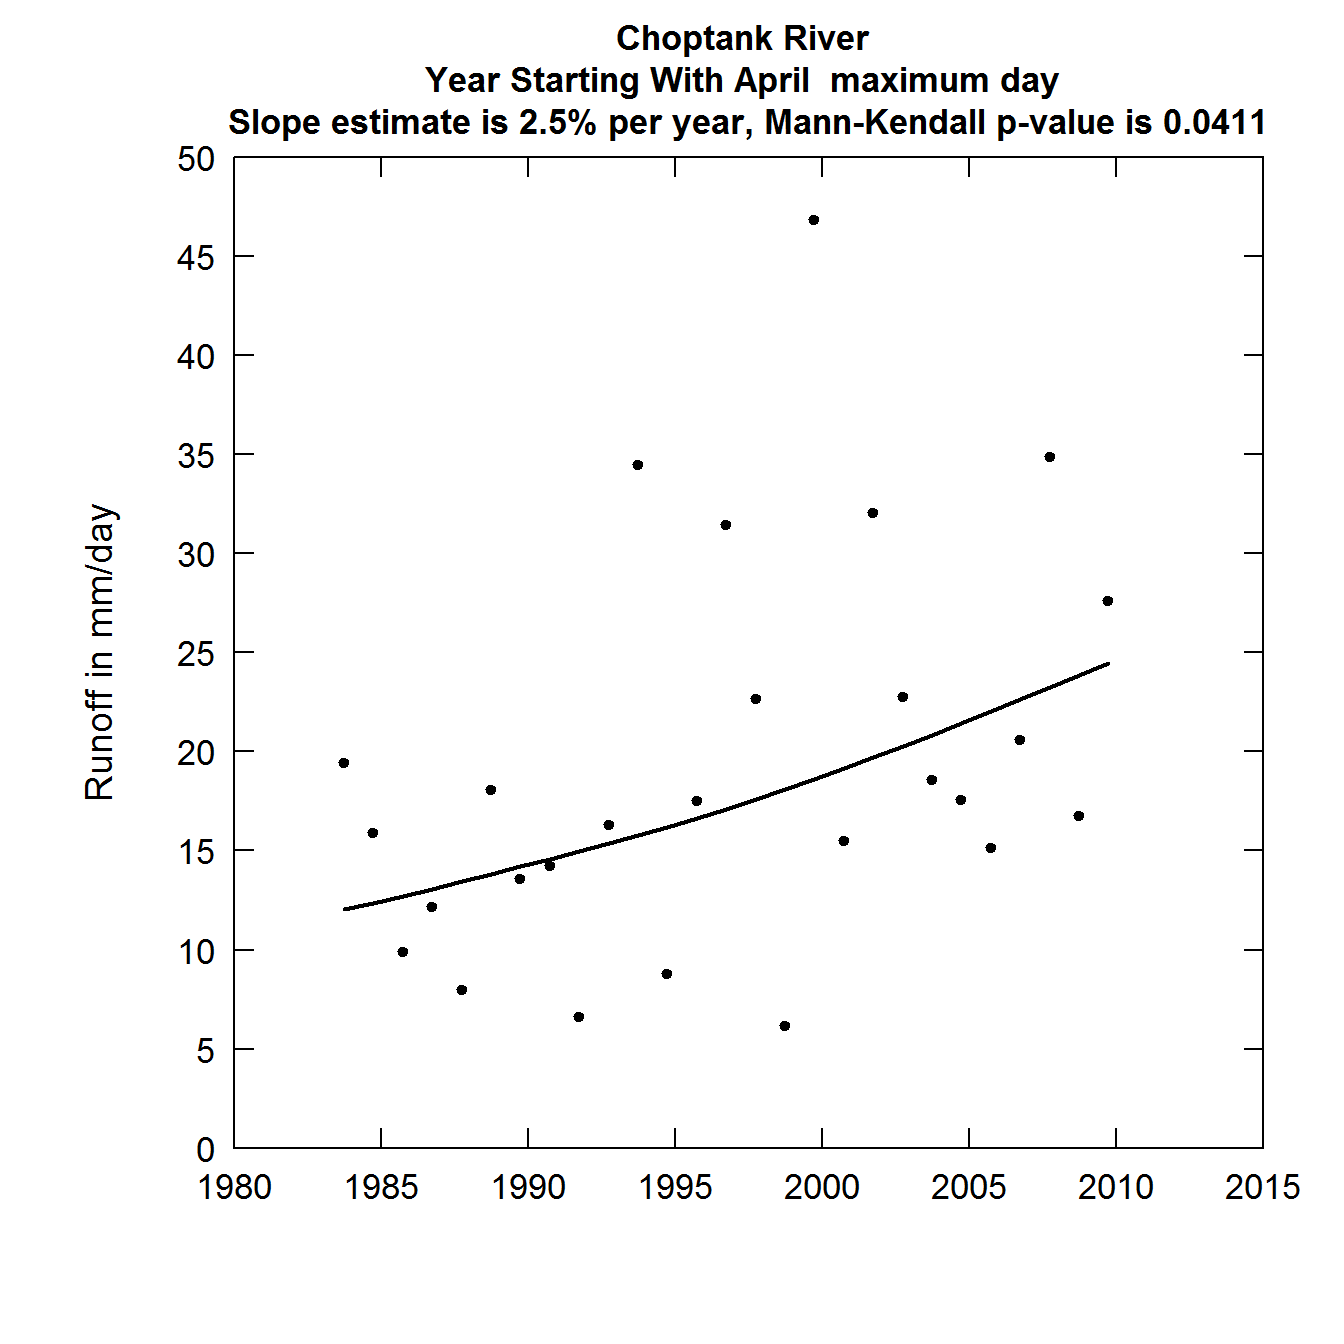 Choptank River
Year Starting With April  maximum day
Slope estimate is 2.5% per year, Mann-Kendall p-value is 0.0411
50
45
40
35
30
25
20
15
10
5
0
Runoff in mm/day
1980 1985 1990 1995 2000 2005 2010 2015